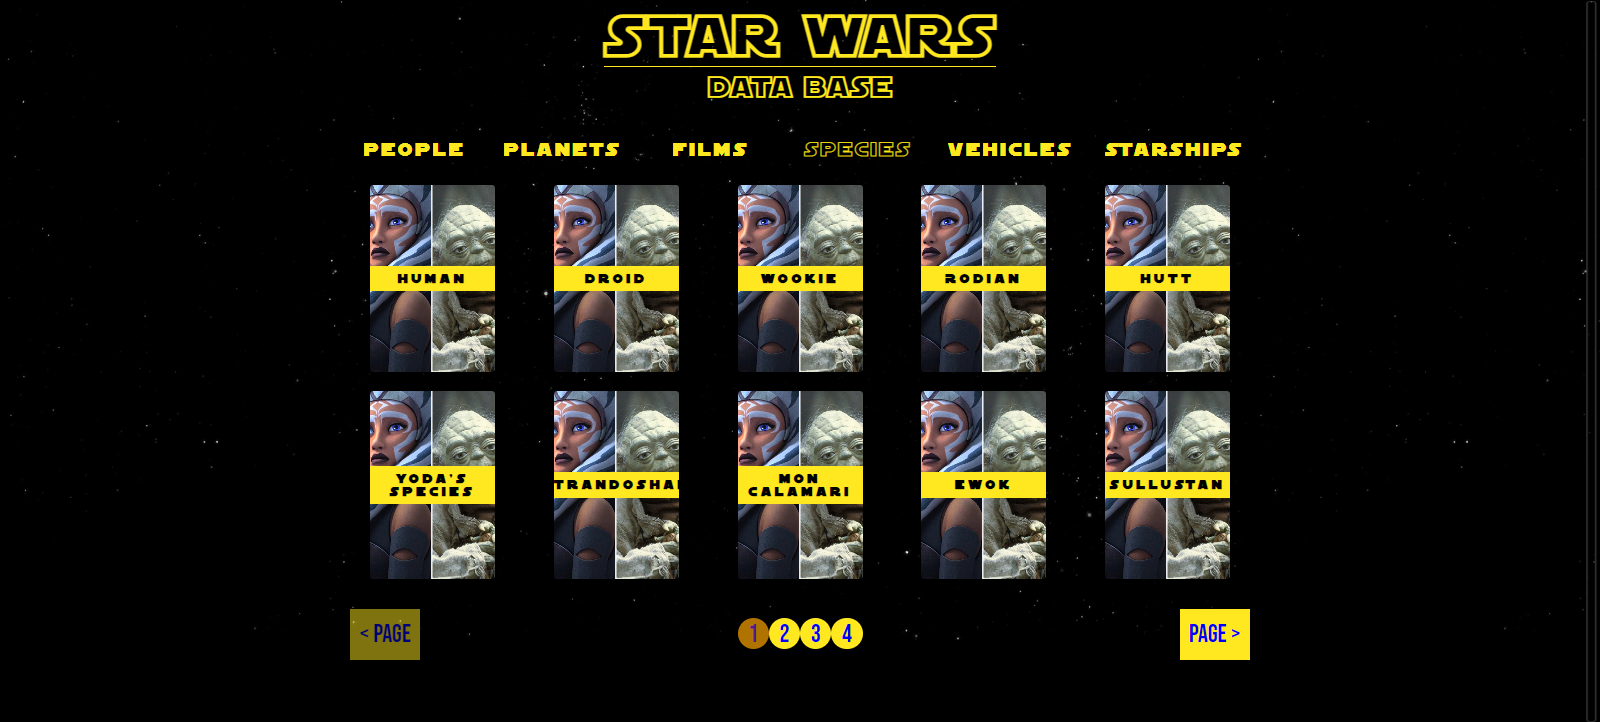 STAR WARS
DATA BASE
PEOPLE PLANETS FILMS SPECIES VEHICLES STARSHIPS
HUMAN DROID WOOKIE RODIAN HUTT
YODA'S
SPECIES
TRANDOSHA
MON
CALAMARI
EWOK
SULLUSTAN
< PAGE 1 2 3 4 PAGE >